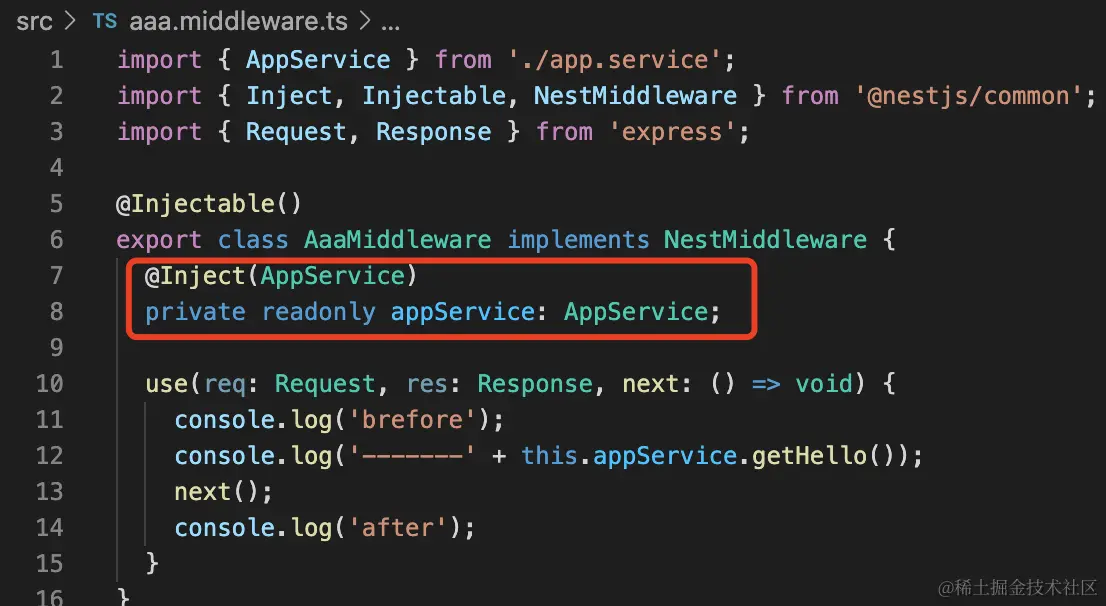 src > TS aaa.middleware.ts > ...
1 import { AppService } from './app.service';
2 import { Inject, Injectable, NestMiddleware } from '@nestjs/common';
3 import { Request, Response } from 'express';
4
5 @Injectable()
6 export class AaaMiddleware implements NestMiddleware {
7 @Inject(AppService)
8 private readonly appService: AppService;
9
10 use(req: Request, res: Response, next: () => void) {
11 console.log('brefore');
12 console.log('-------' + this.appService.getHello());
13 next();
14 console.log('after');
15 }
16 }
@稀土掘金技术社区